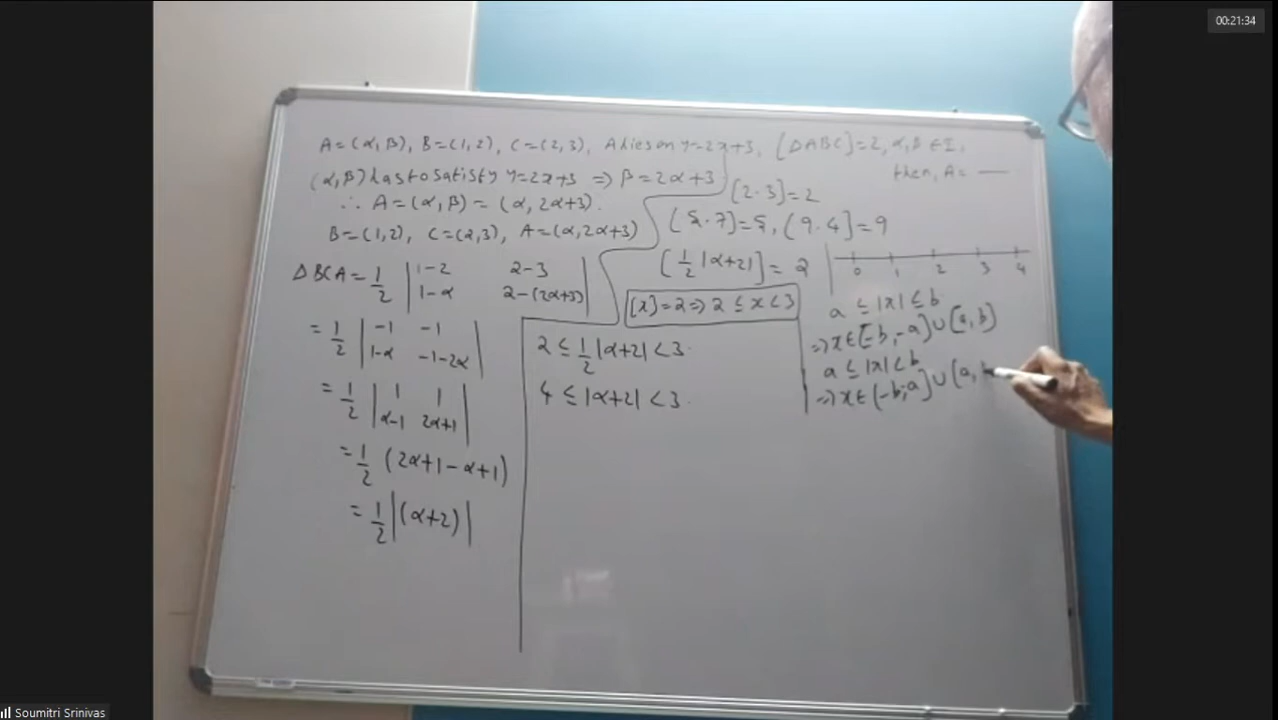 00:21:34
A=(α,β), B=(1,2), C=(2,3), A lies on y=2x+3, [ΔABC]=2, α,β∈I,
then, A= —
(α,β) has to satisfy y=2x+3 ⇒ β=2α+3
[2·3]=2
∴ A=(α,β) = (α, 2α+3).
[5·7]=5, [9·4]=9
B=(1,2), C=(2,3), A=(α,2α+3)
[1/2 |α+2|] = 2
[x]=2 ⇒ 2 ≤ x < 3
ΔBCA = 1/2 | 1-2 2-3 |
| 1-α 2-(2α+3) |
= 1/2 | -1 -1 |
| 1-α -1-2α |
= 1/2 | 1 1 |
| α-1 2α+1 |
= 1/2 (2α+1-α+1)
= 1/2 |(α+2)|
2 ≤ 1/2 |α+2| < 3
4 ≤ |α+2| < 3
0 1 2 3 4
a ≤ |x| ≤ b
⇒ x∈[-b,-a]∪[a,b]
a ≤ |x| < b
⇒ x∈(-b,-a]∪[a,b
Soumitri Srinivas